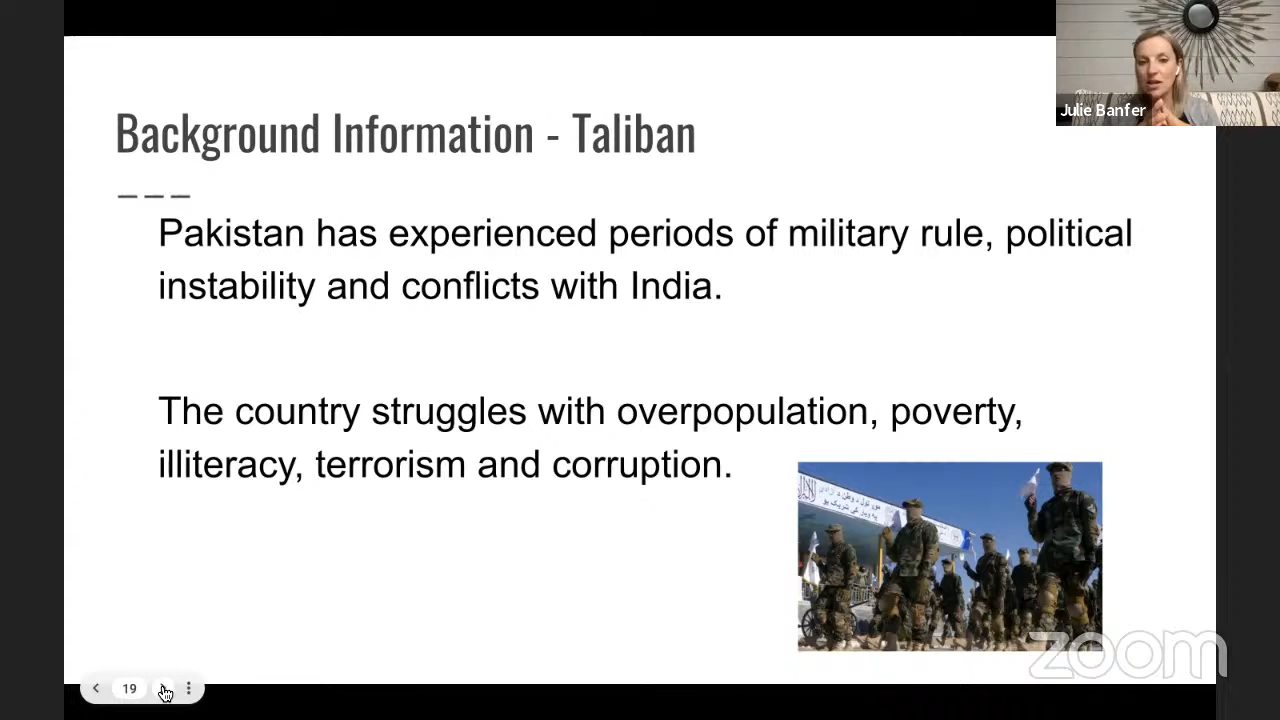 Julie Banfer
Background Information - Taliban
Pakistan has experienced periods of military rule, political
instability and conflicts with India.
The country struggles with overpopulation, poverty,
illiteracy, terrorism and corruption.
zoom
19